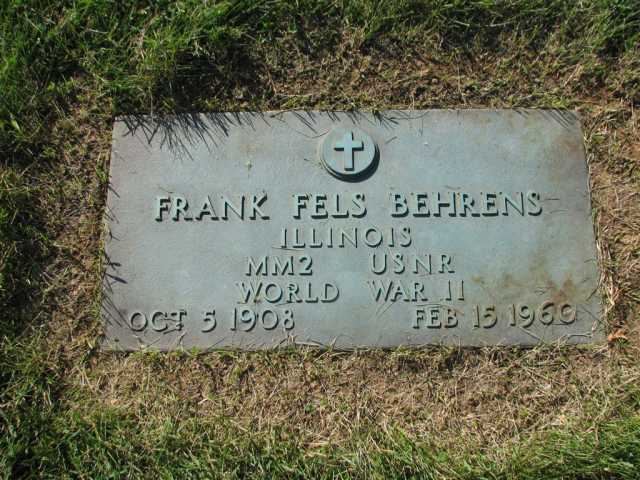 FRANK FELS BEHRENS
ILLINOIS
MM2 USNR
WORLD WAR II
OCT 5 1908 FEB 15 1960